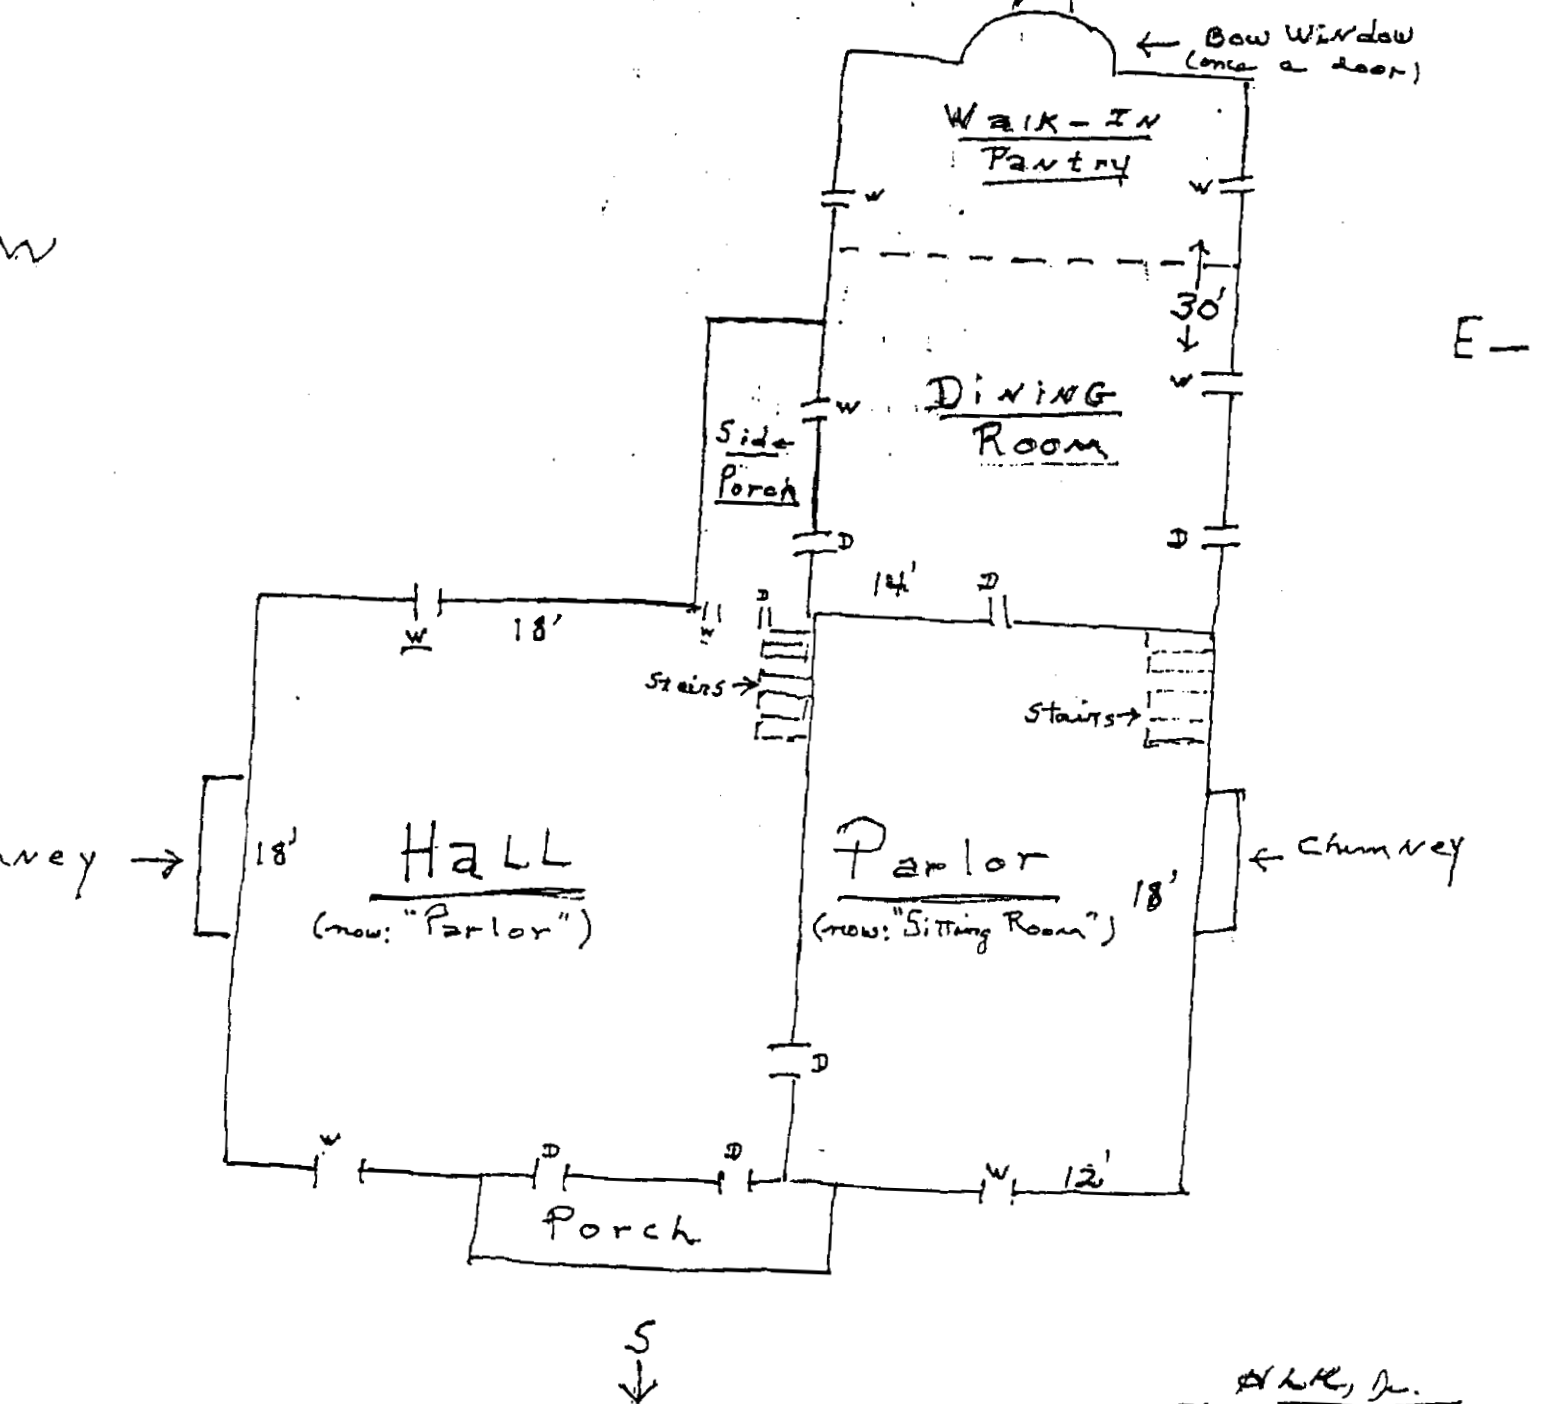 ← Bow Window
(once a door)
Walk-In
Pantry
W
W
W
30'
E—
W
W
Dining
Room
Side
Porch
D
D
14'
D
D
W
18'
W
Stairs→
Stairs→
Hall
(now: "Parlor")
18'
Parlor
(now: "Sitting Room")
18'
← Chimney
ney →
D
W
D
D
W
12'
Porch
S